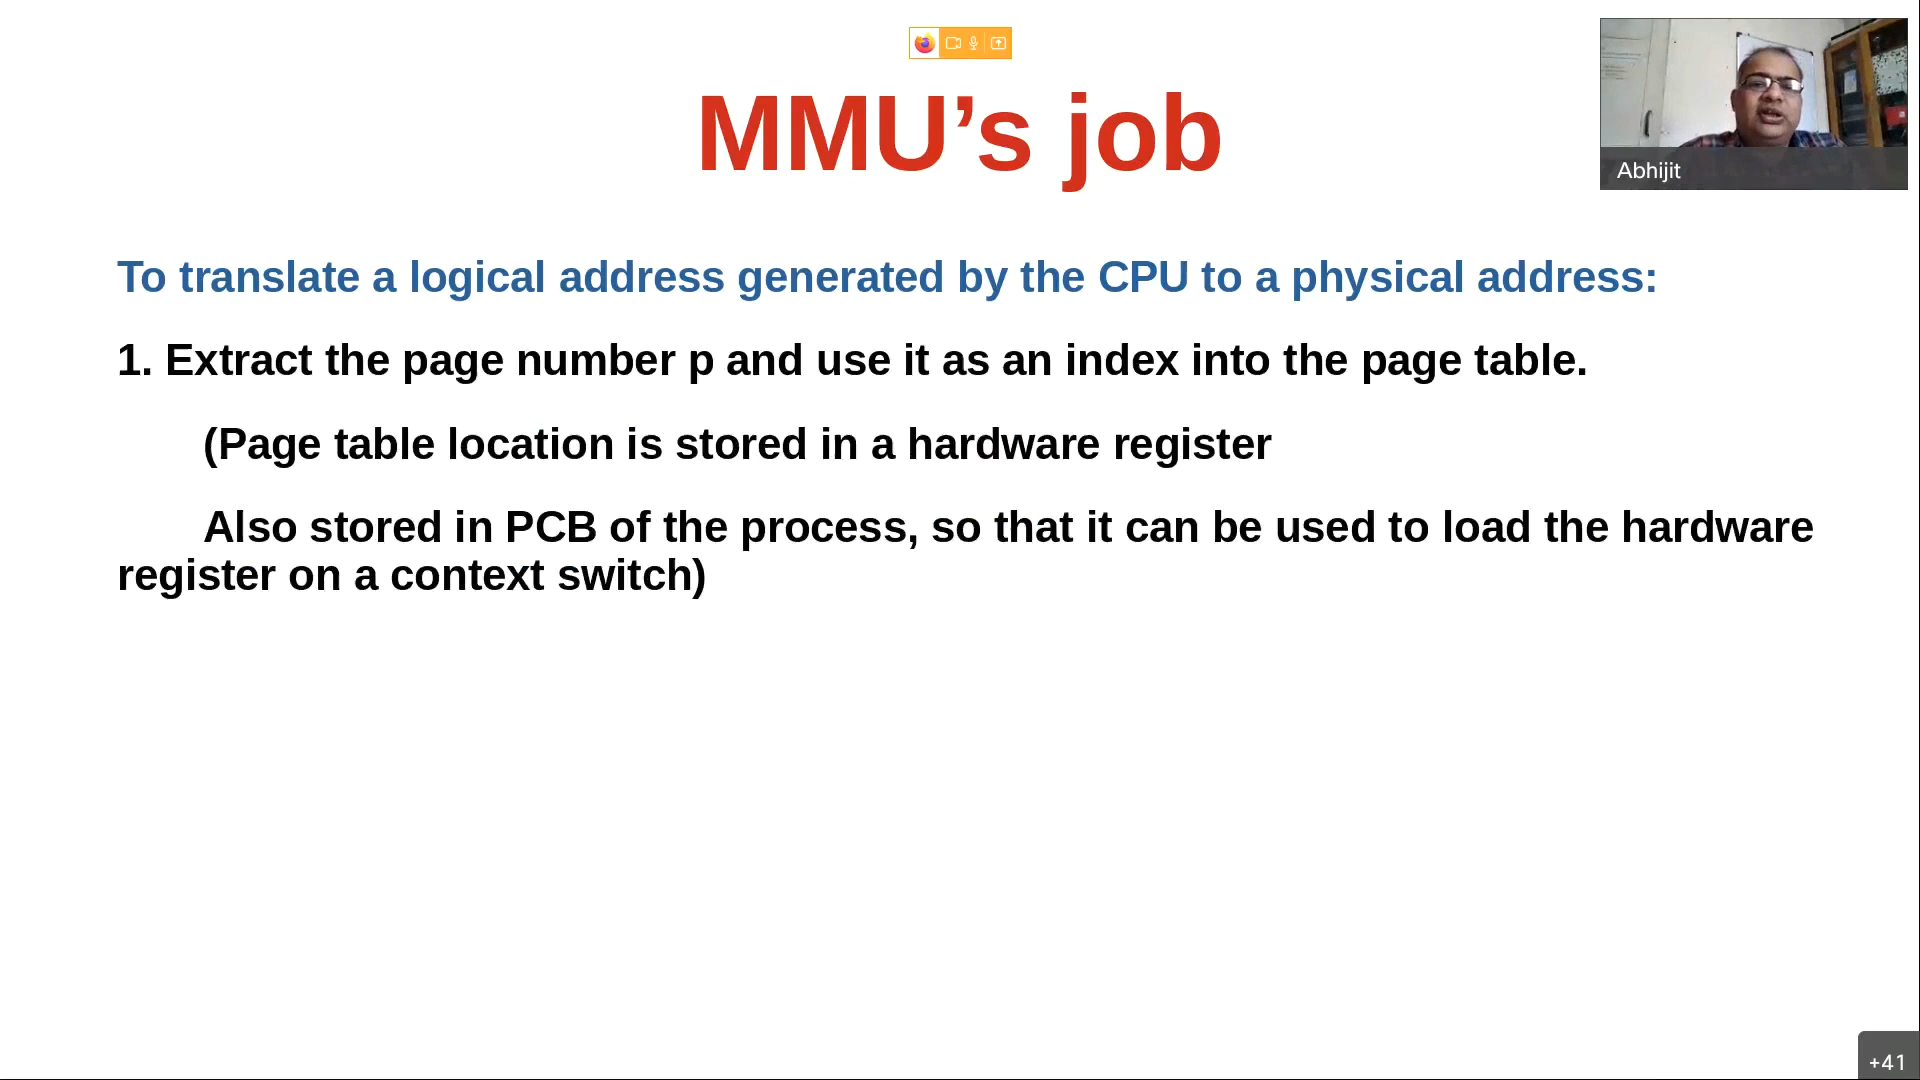 MMU’s job
Abhijit
To translate a logical address generated by the CPU to a physical address:
1. Extract the page number p and use it as an index into the page table.
(Page table location is stored in a hardware register
Also stored in PCB of the process, so that it can be used to load the hardware
register on a context switch)
+41